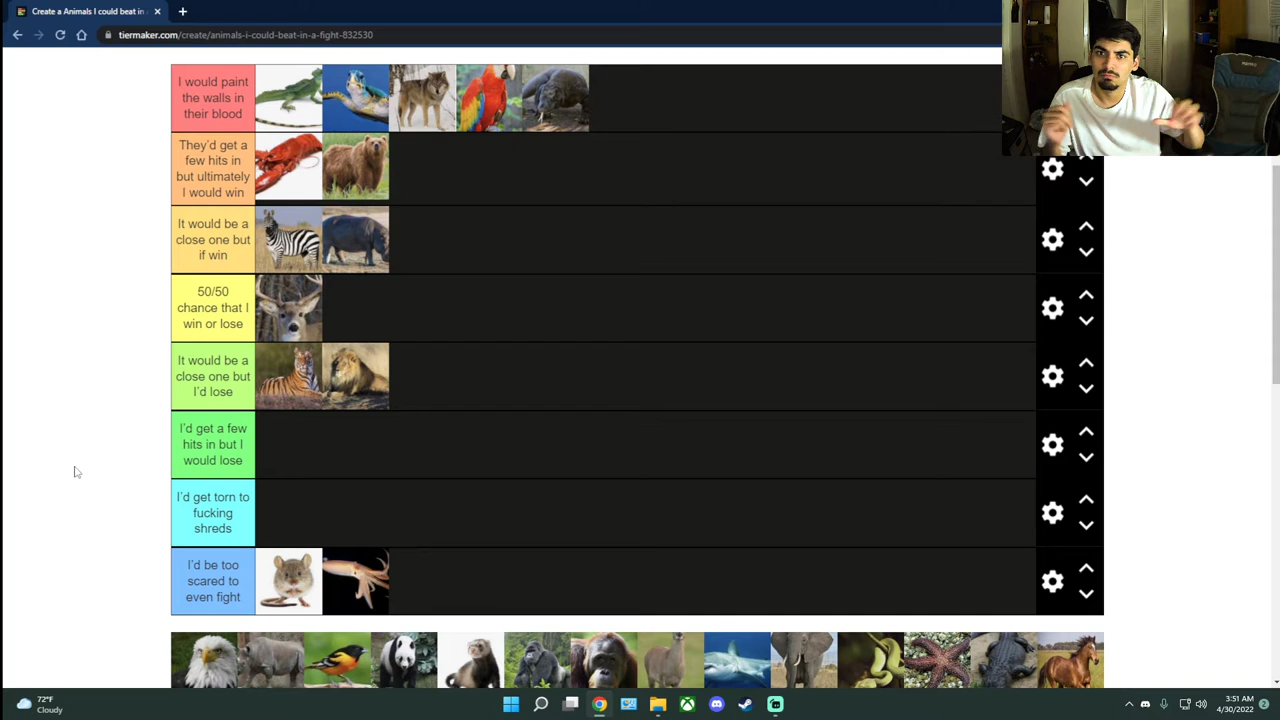 Create a Animals I could beat in
tiermaker.com/create/animals-i-could-beat-in-a-fight-832530
I would paint
the walls in
their blood
They'd get a
few hits in
but ultimately
I would win
It would be a
close one but
if win
50/50
chance that I
win or lose
It would be a
close one but
I'd lose
I'd get a few
hits in but I
would lose
I'd get torn to
fucking
shreds
I'd be too
scared to
even fight
72°F
Cloudy
3:51 AM
4/30/2022